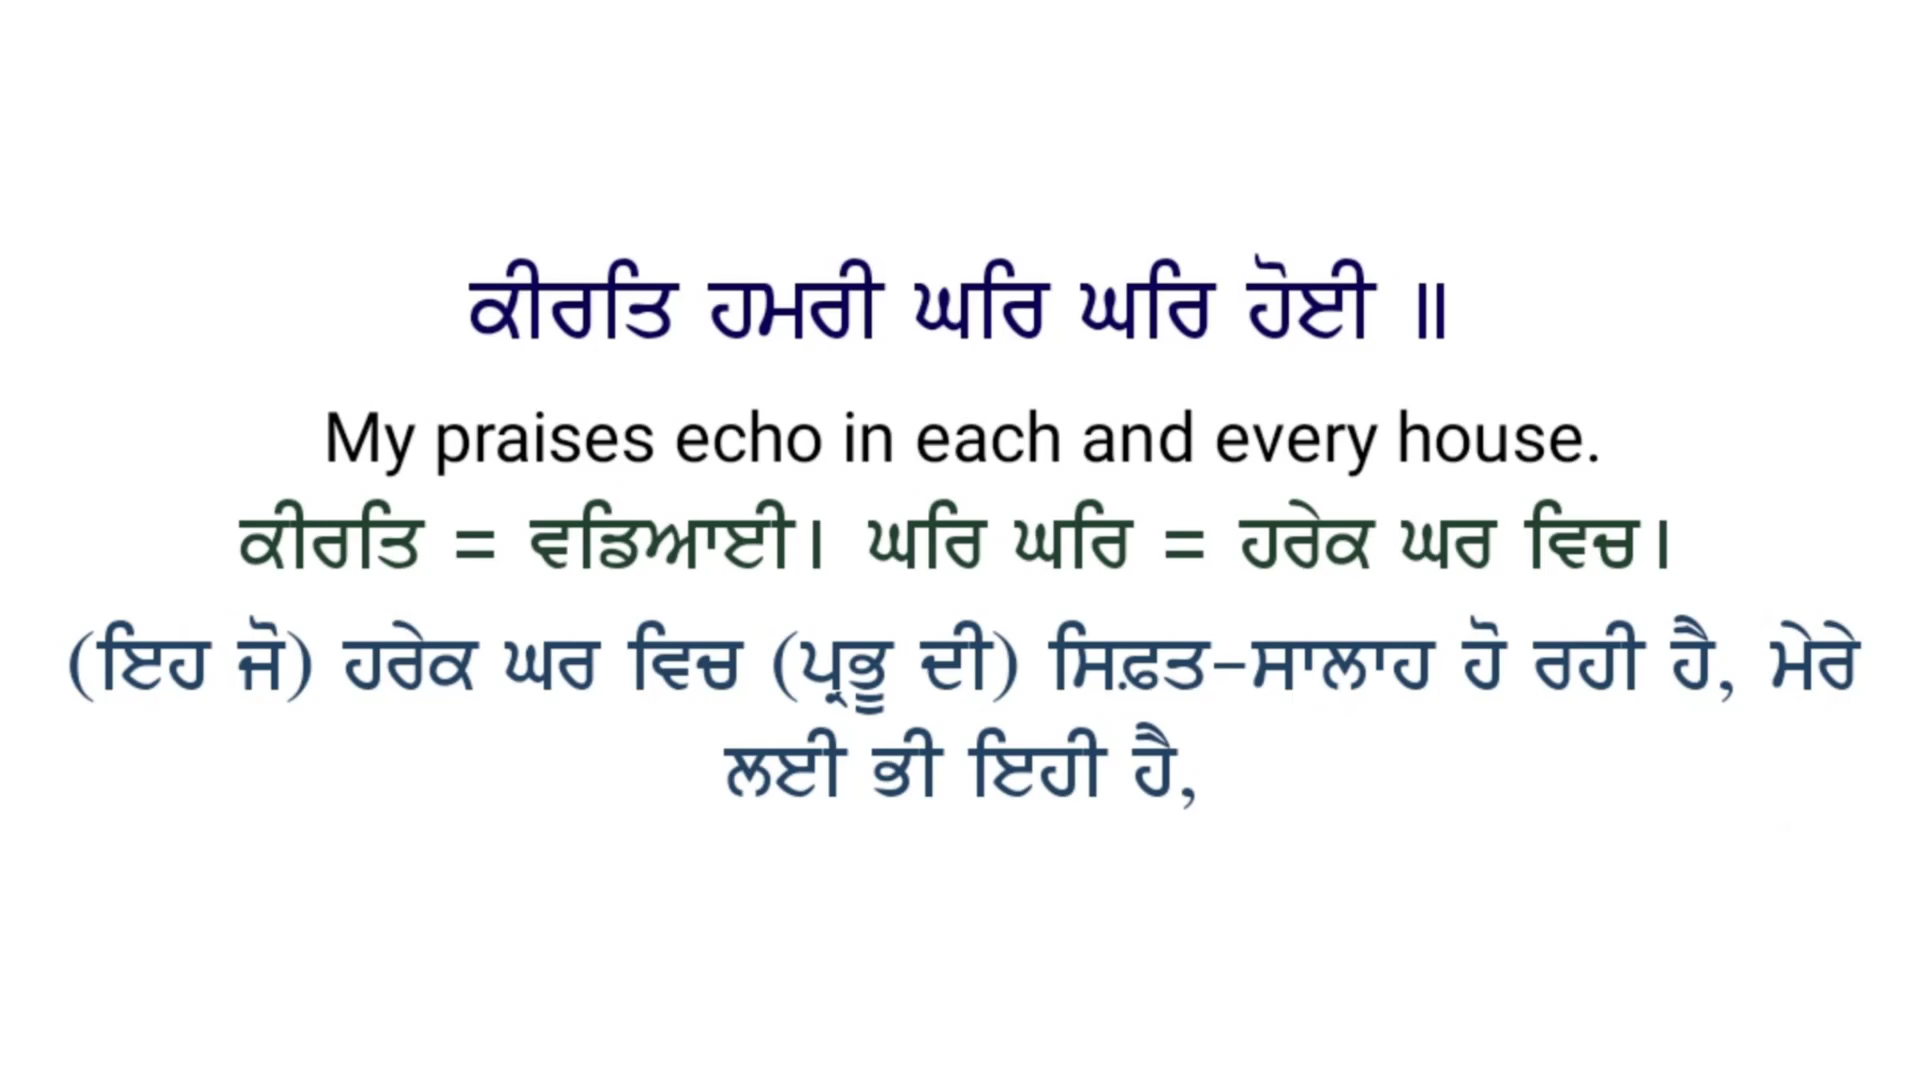 ਕੀਰਤਿ ਹਮਰੀ ਘਰਿ ਘਰਿ ਹੋਈ ॥
My praises echo in each and every house.
ਕੀਰਤਿ = ਵਡਿਆਈ। ਘਰਿ ਘਰਿ = ਹਰੇਕ ਘਰ ਵਿਚ।
(ਇਹ ਜੋ) ਹਰੇਕ ਘਰ ਵਿਚ (ਪ੍ਰਭੂ ਦੀ) ਸਿਫ਼ਤ-ਸਾਲਾਹ ਹੋ ਰਹੀ ਹੈ, ਮੇਰੇ
ਲਈ ਭੀ ਇਹੀ ਹੈ,